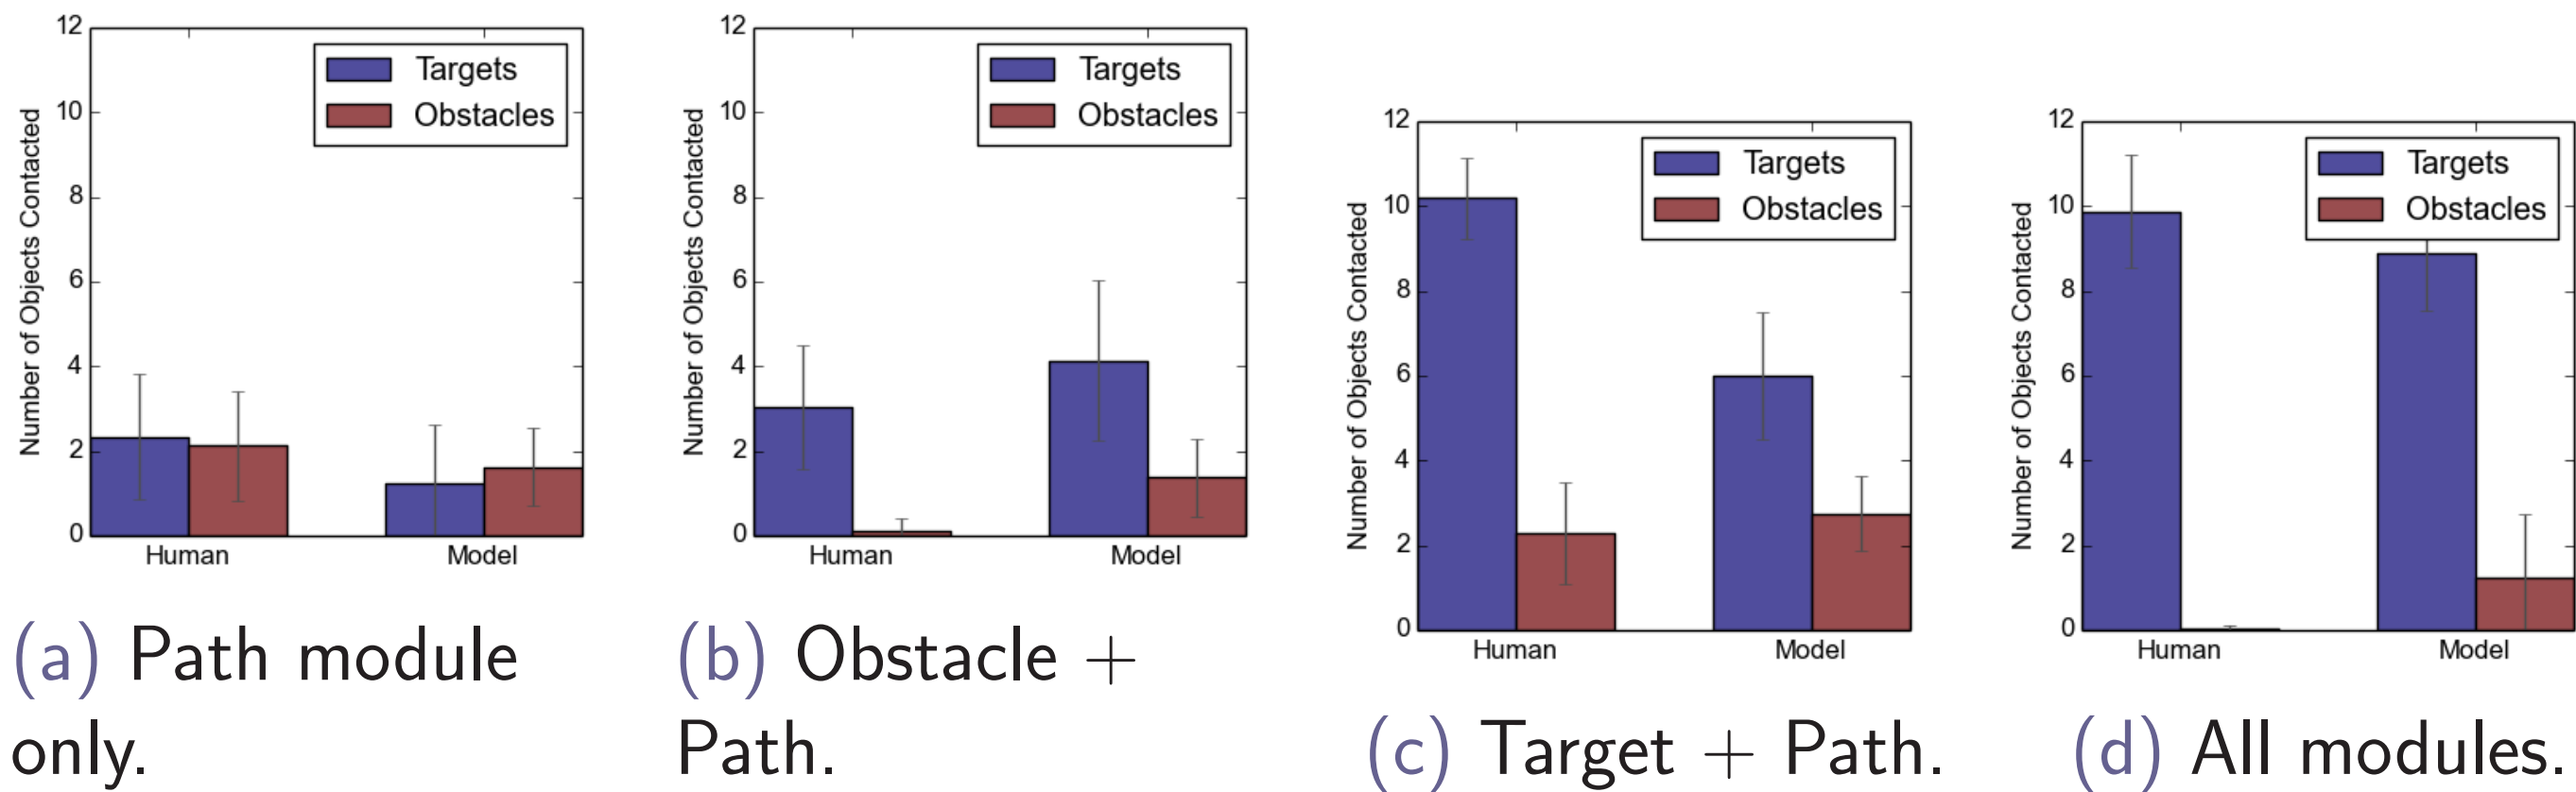 12
10
8
6
4
2
0
Number of Objects Contacted
Targets
Obstacles
Human Model
(a) Path module
only.
12
10
8
6
4
2
0
Number of Objects Contacted
Targets
Obstacles
Human Model
(b) Obstacle +
Path.
12
10
8
6
4
2
0
Number of Objects Contacted
Targets
Obstacles
Human Model
(c) Target + Path.
12
10
8
6
4
2
0
Number of Objects Contacted
Targets
Obstacles
Human Model
(d) All modules.